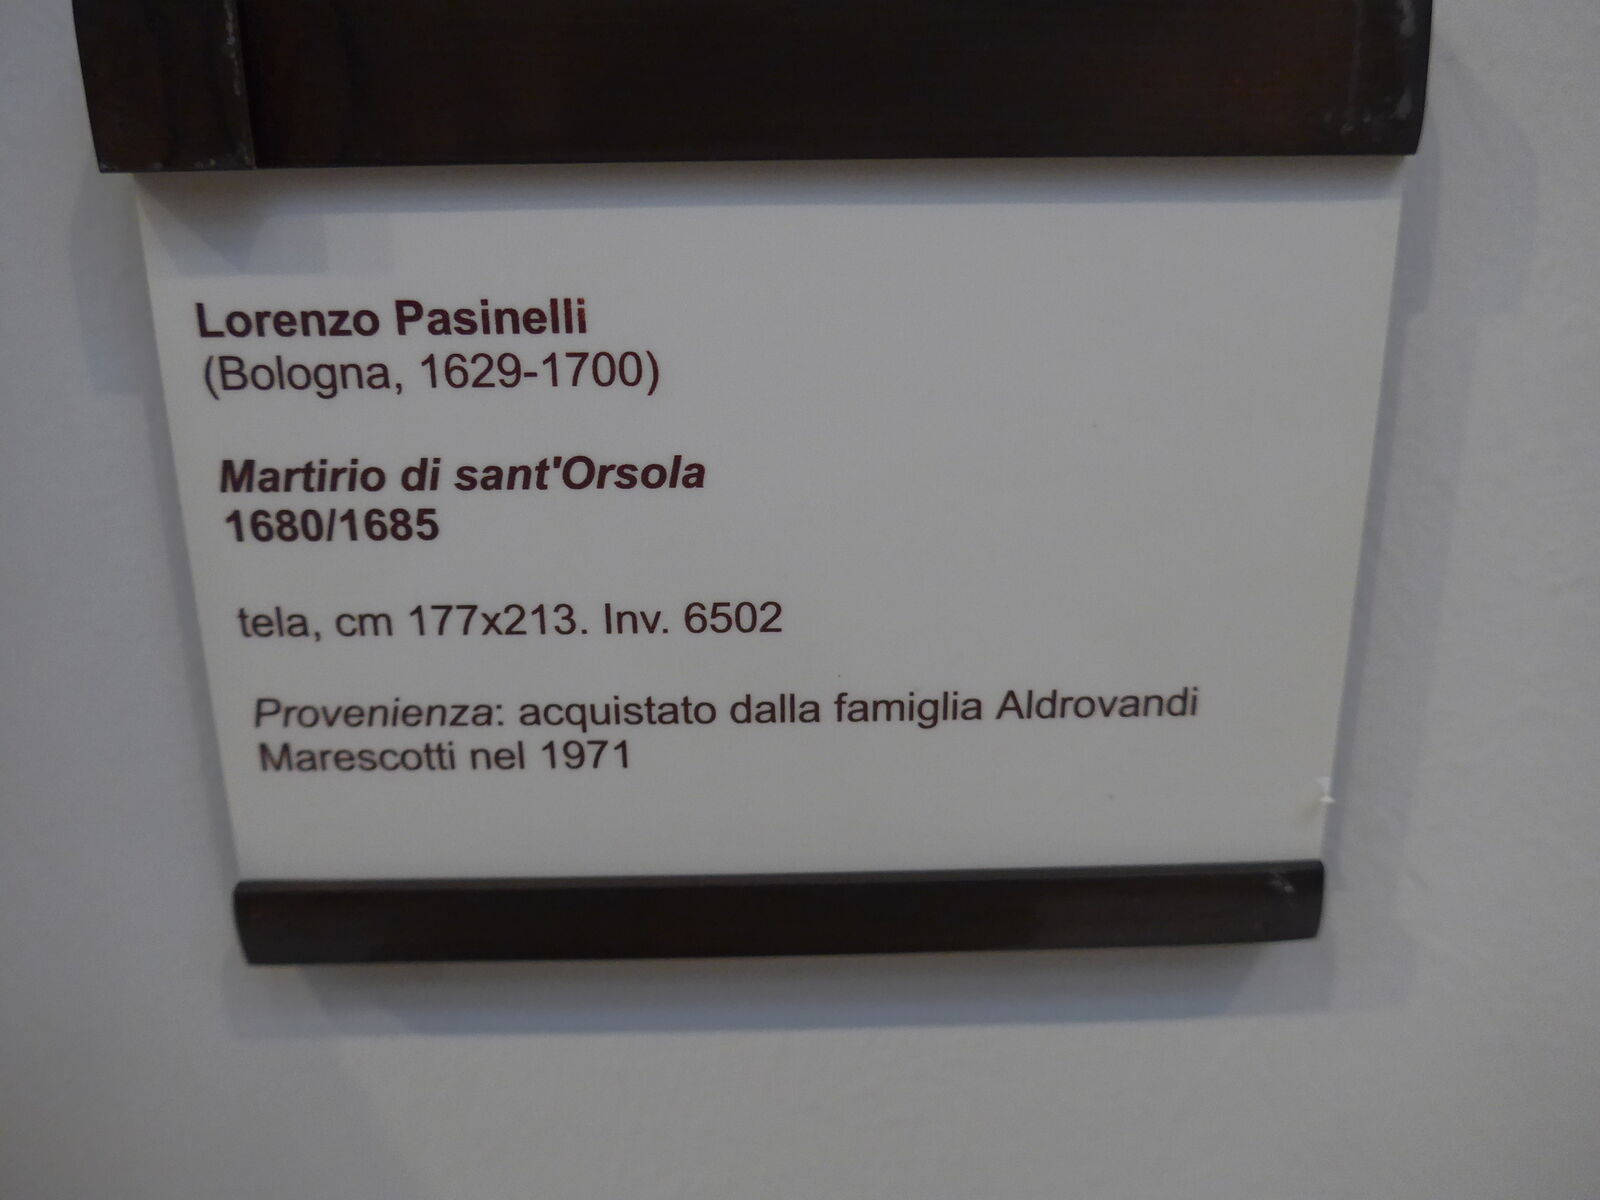 Lorenzo Pasinelli
(Bologna, 1629-1700)
Martirio di sant'Orsola
1680/1685
tela, cm 177x213. Inv. 6502
Provenienza: acquistato dalla famiglia Aldrovandi
Marescotti nel 1971